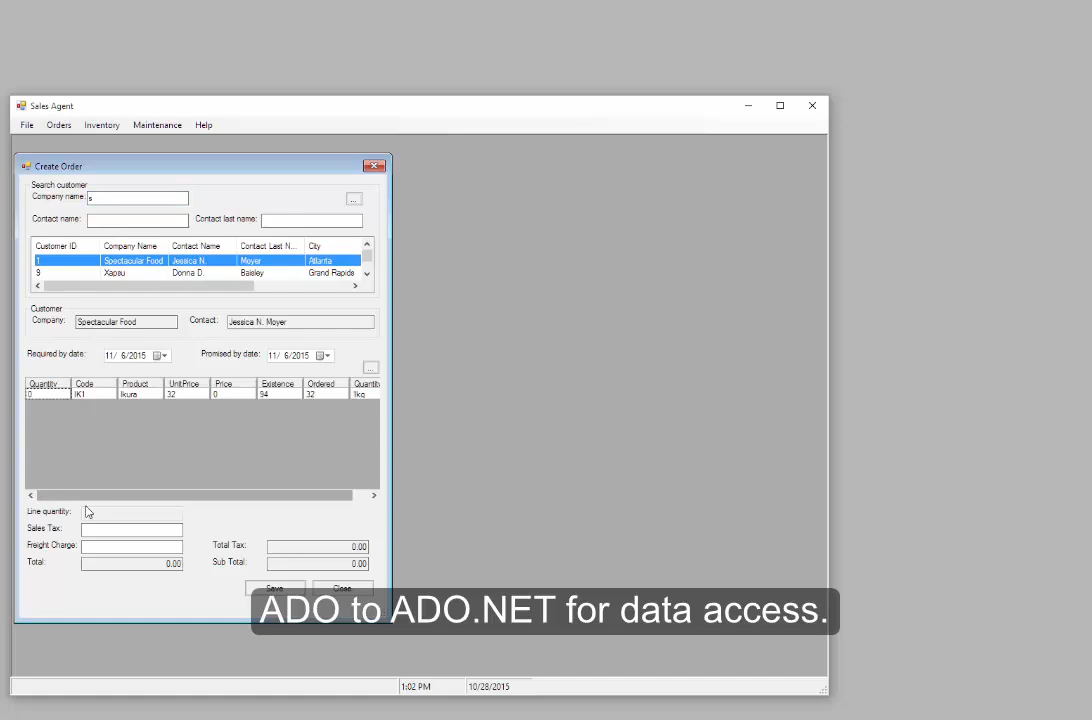 Sales Agent
File Orders Inventory Maintenance Help
Create Order
Search customer
Company name: s ...
Contact name: Contact last name:
Customer ID Company Name Contact Name Contact Last N... City
1 Spectacular Food Jessica N. Moyer Atlanta
9 Xapsu Donna D. Baisley Grand Rapids
Customer
Company: Spectacular Food Contact: Jessica N. Moyer
Required by date: 11/ 6/2015 Promised by date: 11/ 6/2015
...
Quantity Code Product UnitPrice Price Existence Ordered Quantity
0 IK1 Ikura 32 0 94 32 1kg
Line quantity:
Sales Tax:
Freight Charge: Total Tax: 0.00
Total: 0.00 Sub Total: 0.00
Save Close
ADO to ADO.NET for data access.
1:02 PM 10/28/2015